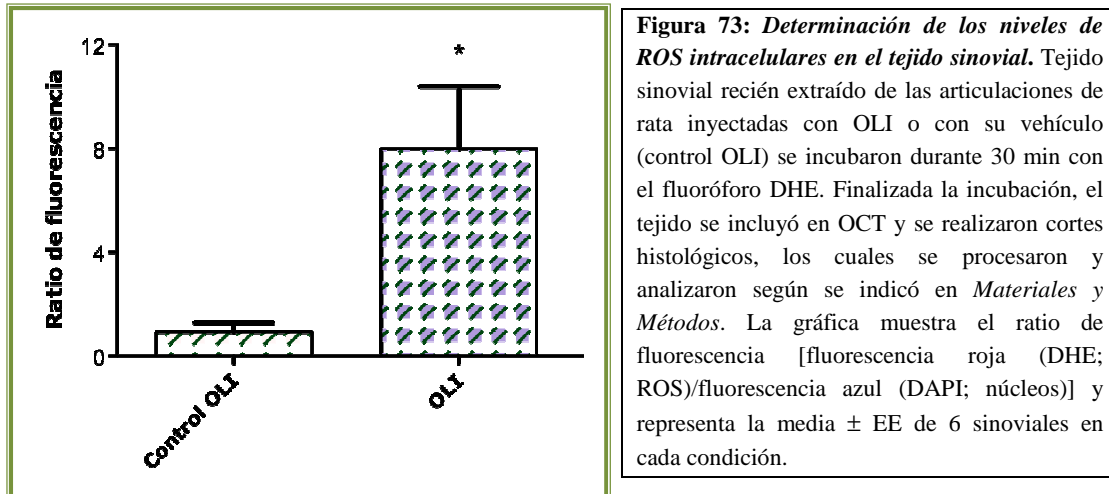 12
*
8
4
0
Ratio de fluorescencia
Control OLI
OLI
Figura 73: Determinación de los niveles de
ROS intracelulares en el tejido sinovial. Tejido
sinovial recién extraído de las articulaciones de
rata inyectadas con OLI o con su vehículo
(control OLI) se incubaron durante 30 min con
el fluoróforo DHE. Finalizada la incubación, el
tejido se incluyó en OCT y se realizaron cortes
histológicos, los cuales se procesaron y
analizaron según se indicó en Materiales y
Métodos. La gráfica muestra el ratio de
fluorescencia [fluorescencia roja (DHE;
ROS)/fluorescencia azul (DAPI; núcleos)] y
representa la media ± EE de 6 sinoviales en
cada condición.